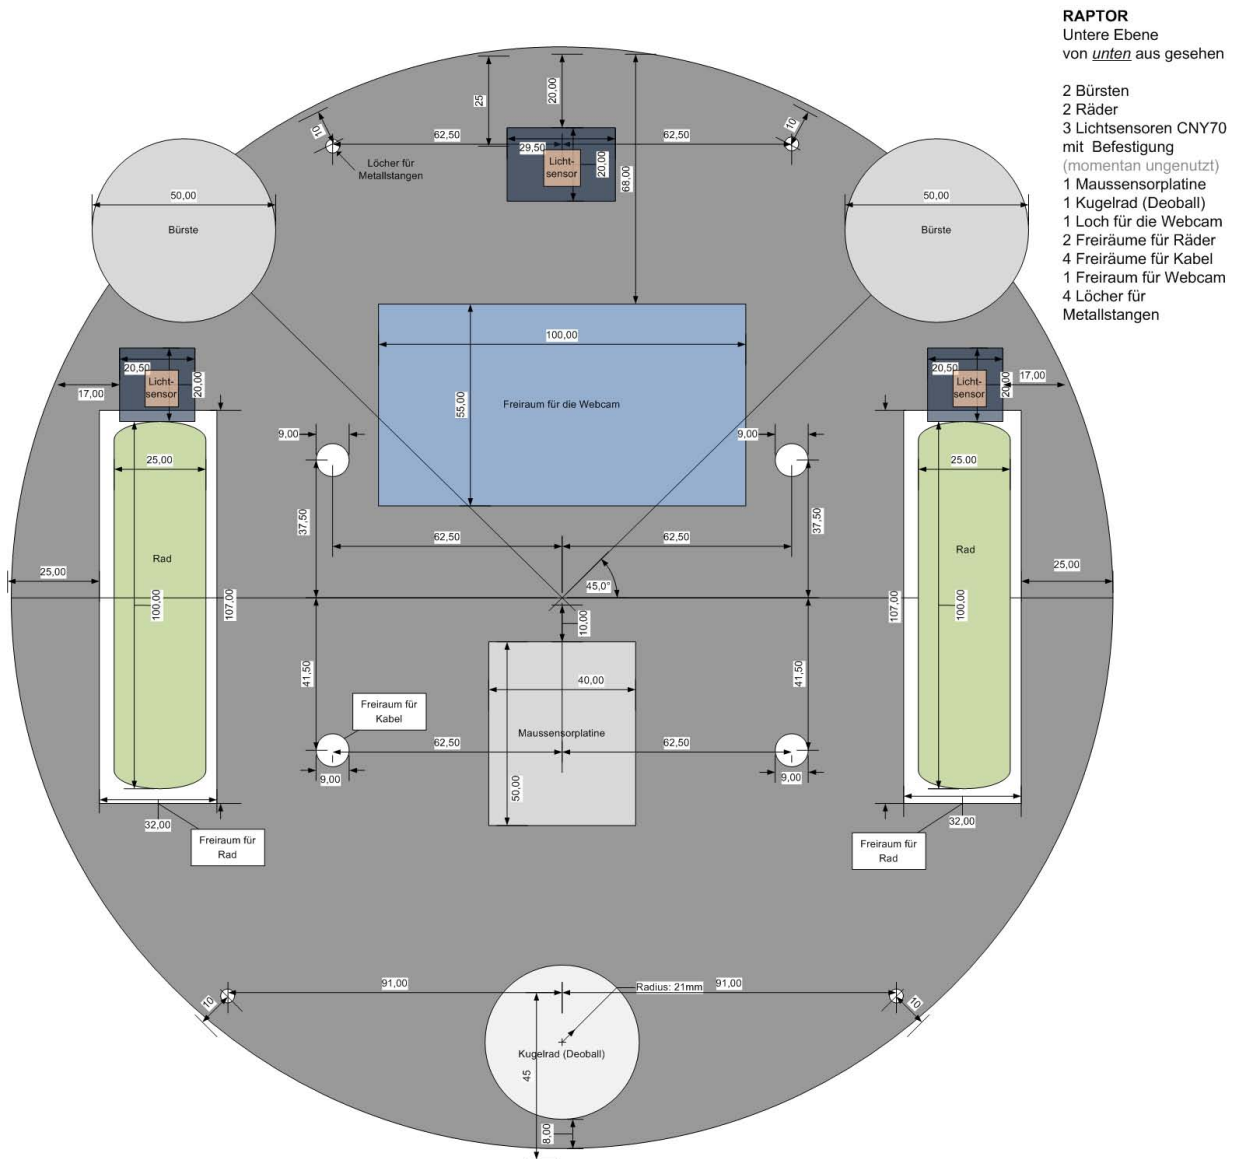 RAPTOR
Untere Ebene
von unten aus gesehen
2 Bürsten
2 Räder
3 Lichtsensoren CNY70
mit Befestigung
(momentan ungenutzt)
1 Maussensorplatine
1 Kugelrad (Deoball)
1 Loch für die Webcam
2 Freiräume für Räder
4 Freiräume für Kabel
1 Freiraum für Webcam
4 Löcher für
Metallstangen
25
20,00
10
10
62,50
62,50
29,50
Licht-
sensor
20,00
68,00
Löcher für
Metallstangen
50,00
Bürste
50,00
Bürste
100,00
55,00
Freiraum für die Webcam
20,50
Licht-
sensor
20,00
17,00
20,50
Licht-
sensor
20,00
17,00
9,00
9,00
25,00
25.00
37,50
37,50
62,50
62,50
Rad
Rad
25,00
25,00
45,0°
100,00
107,00
107,00
100,00
10,00
41,50
41,50
40,00
Freiraum für
Kabel
Maussensorplatine
62,50
62,50
9,00
9,00
50,00
32,00
32,00
Freiraum für
Rad
Freiraum für
Rad
91,00
91,00
Radius: 21mm
10
10
Kugelrad (Deoball)
45
8,00